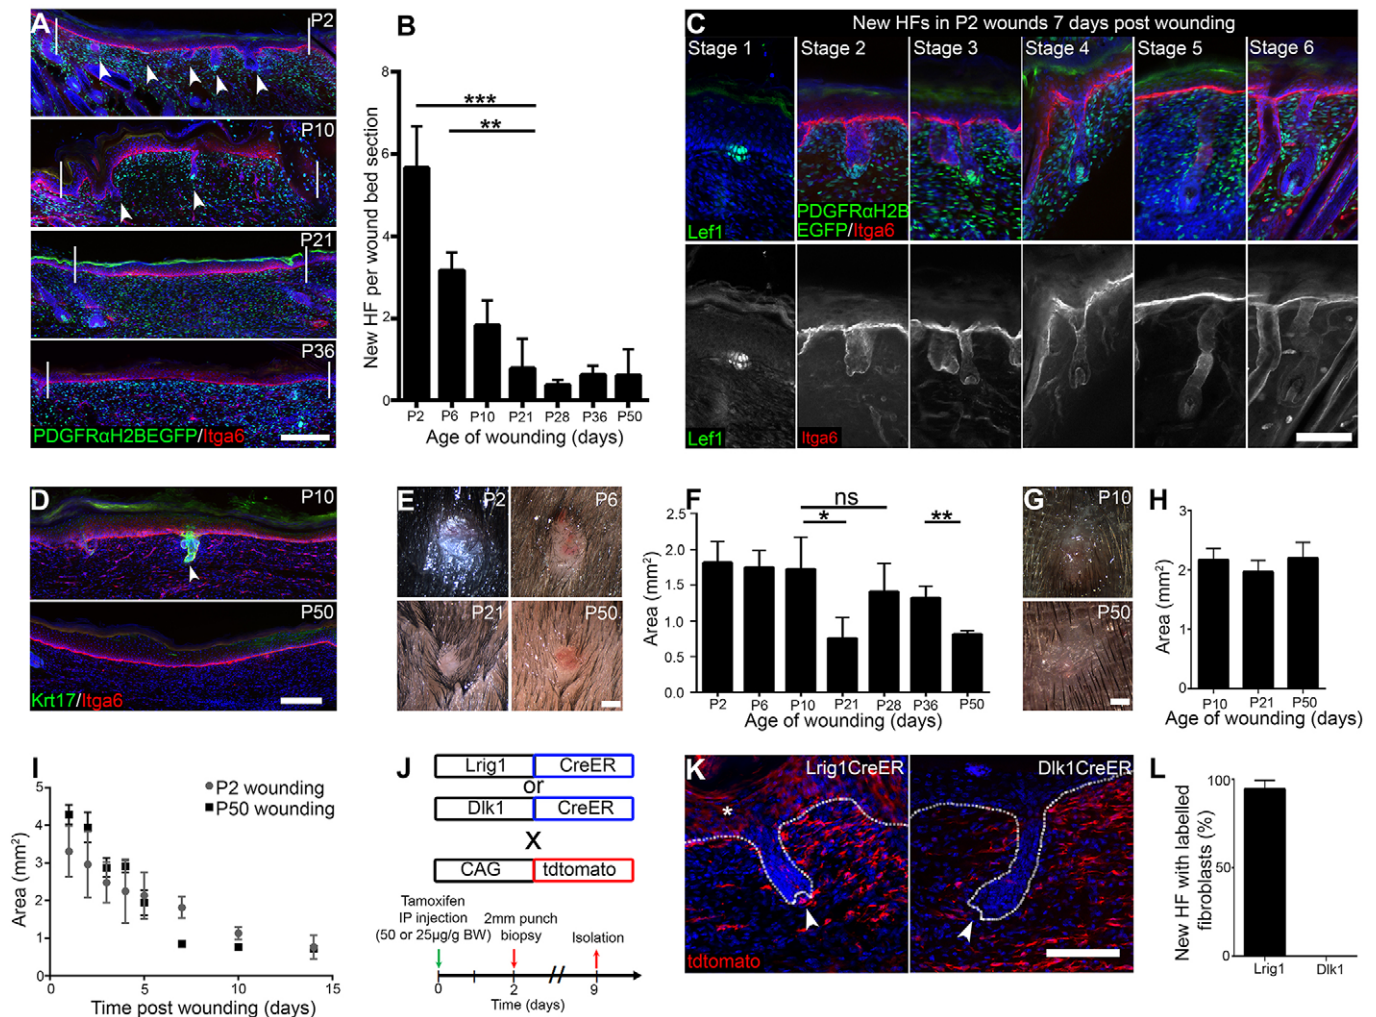 A
P2
P10
P21
P36
PDGFRαH2BEGFP/Itga6
B
New HF per wound bed section
8
6
4
2
0
***
**
P2 P6 P10 P21 P28 P36 P50
Age of wounding (days)
C
New HFs in P2 wounds 7 days post wounding
Stage 1 Stage 2 Stage 3 Stage 4 Stage 5 Stage 6
Lef1
PDGFRαH2B
EGFP/Itga6
Lef1
Itga6
D
P10
P50
Krt17/Itga6
E
P2
P6
P21
P50
F
Area (mm²)
2.5
2.0
1.5
1.0
0.5
0.0
ns
*
**
P2 P6 P10 P21 P28 P36 P50
Age of wounding (days)
G
P10
P50
H
Area (mm²)
3
2
1
0
P10 P21 P50
Age of wounding (days)
I
Area (mm²)
5
4
3
2
1
0
P2 wounding
P50 wounding
0 5 10 15
Time post wounding (days)
J
Lrig1 CreER
or
Dlk1 CreER
X
CAG tdtomato
Tamoxifen
IP injection
(50 or 25µg/g BW)
2mm punch
biopsy
Isolation
0 2 9
Time (days)
K
Lrig1CreER
Dlk1CreER
*
tdtomato
L
New HF with labelled
fibroblasts (%)
100
50
0
Lrig1 Dlk1